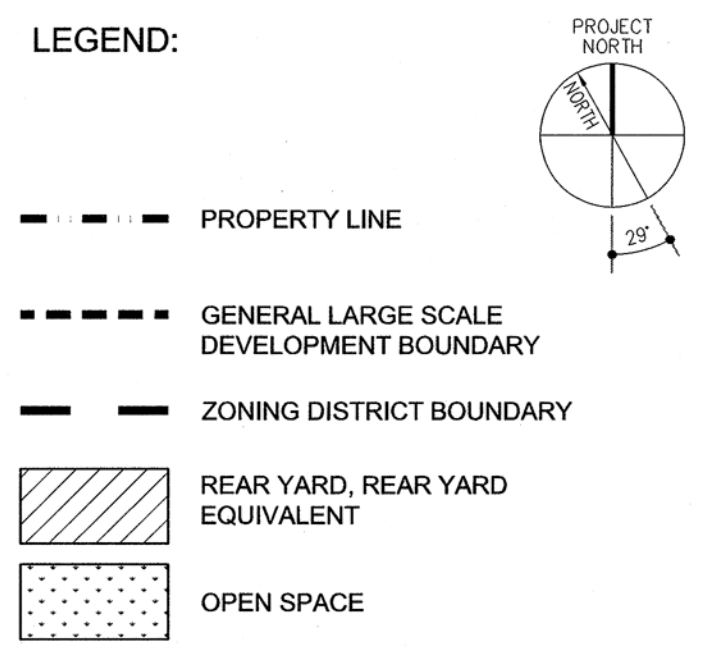 LEGEND:
PROJECT
NORTH
NORTH
29°
PROPERTY LINE
GENERAL LARGE SCALE
DEVELOPMENT BOUNDARY
ZONING DISTRICT BOUNDARY
REAR YARD, REAR YARD
EQUIVALENT
OPEN SPACE